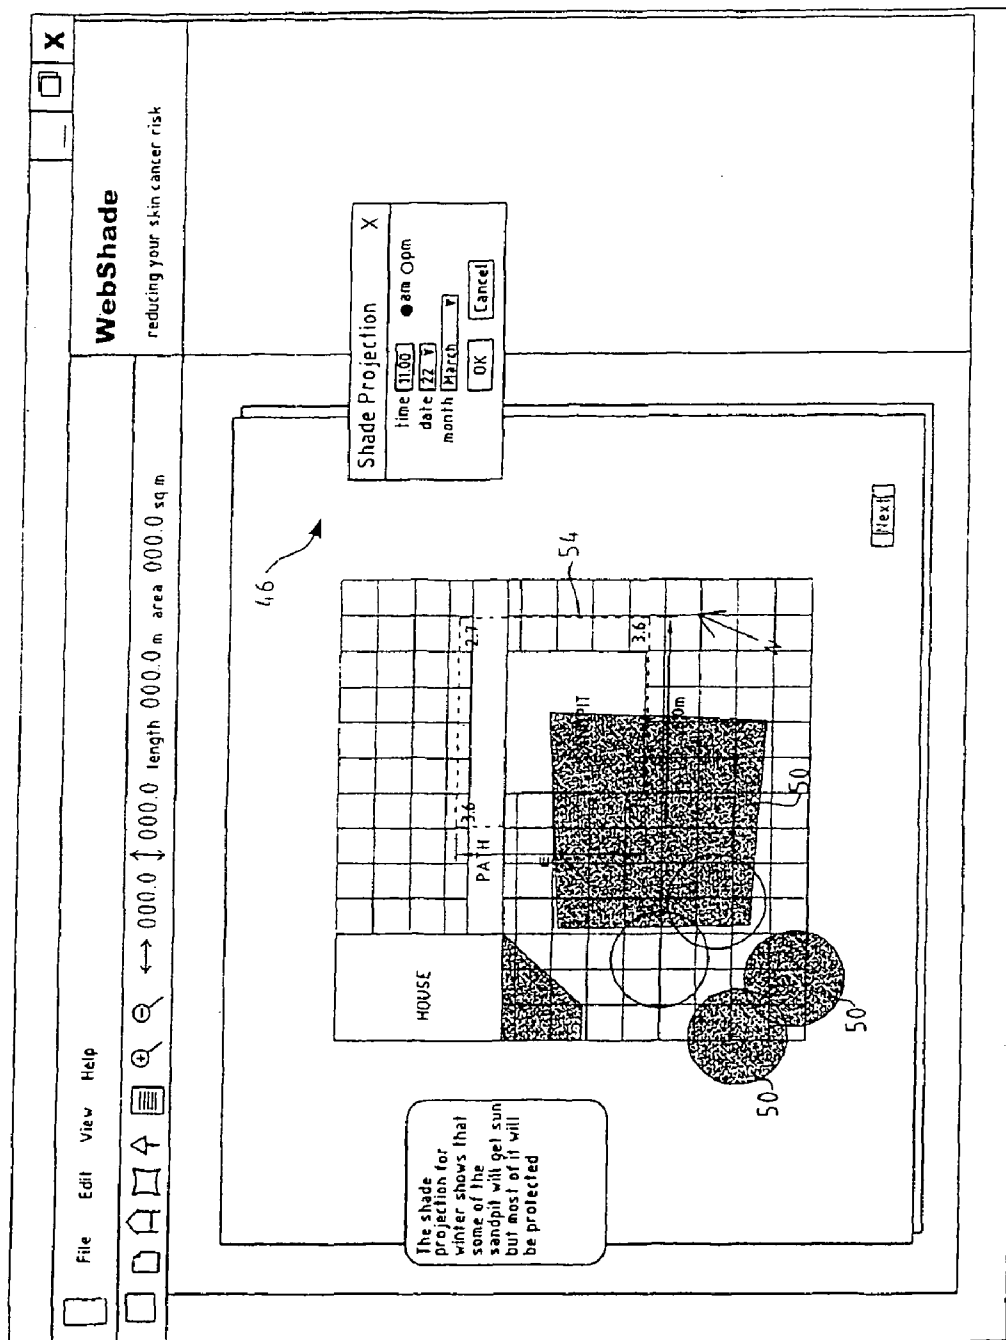 X
File Edit View Help
WebShade
reducing your skin cancer risk
000.0 000.0 length 000.0 m area 000.0 sq m
The shade
projection for
winter shows that
some of the
sandpit will get sun
but most of it will
be protected
HOUSE
PATH
3.6
2.7
3.6
N
46
54
50
50
50
Shade Projection X
time 11.00 am pm
date 22
month March
OK Cancel
Next